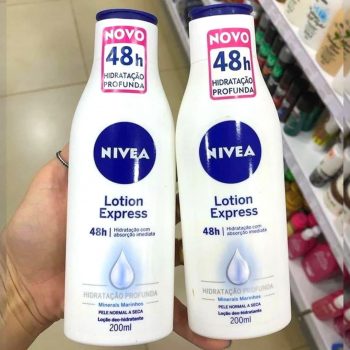 NOVO
48h
HIDRATAÇÃO
PROFUNDA
NIVEA
Lotion
Express
48h | Hidratação com
absorção imediata
HIDRATAÇÃO PROFUNDA
Minerais Marinhos
PELE NORMAL A SECA
Loção deo-hidratante
200ml
NOVO
48h
HIDRATAÇÃO
PROFUNDA
NIVEA
Lotion
Express
48h | Hidratação com
absorção imediata
HIDRATAÇÃO PROFUNDA
Minerais Marinhos
PELE NORMAL A SECA
Loção deo-hidratante
200ml